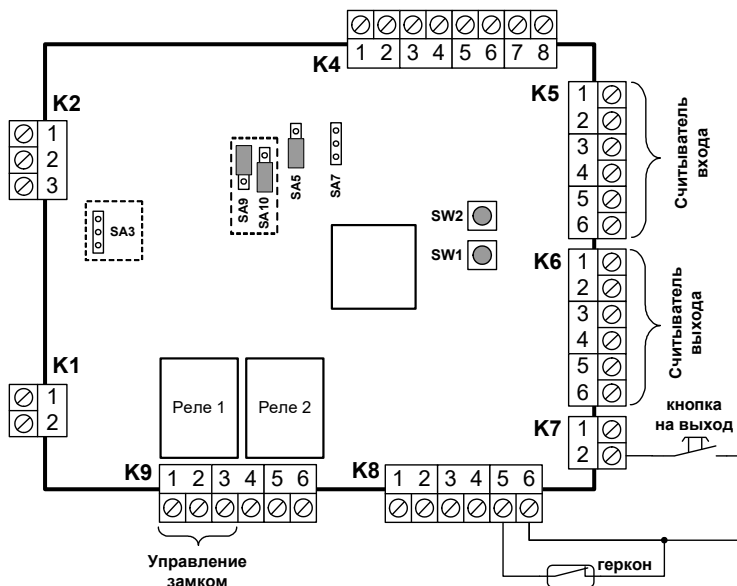 K4
1 2 3 4 5 6 7 8
K2
1
2
3
K5
1
2
3
4
5
6
Считыватель
входа
SA9
SA10
SA5
SA7
SA3
SW2
SW1
K6
1
2
3
4
5
6
Считыватель
выхода
K1
1
2
Реле 1
Реле 2
кнопка
на выход
K7
1
2
K9
1 2 3 4 5 6
K8
1 2 3 4 5 6
Управление
замком
геркон